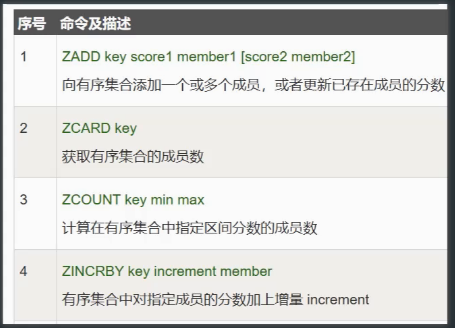 序号 命令及描述
1 ZADD key score1 member1 [score2 member2]
向有序集合添加一个或多个成员，或者更新已存在成员的分数
2 ZCARD key
获取有序集合的成员数
3 ZCOUNT key min max
计算在有序集合中指定区间分数的成员数
4 ZINCRBY key increment member
有序集合中对指定成员的分数加上增量 increment